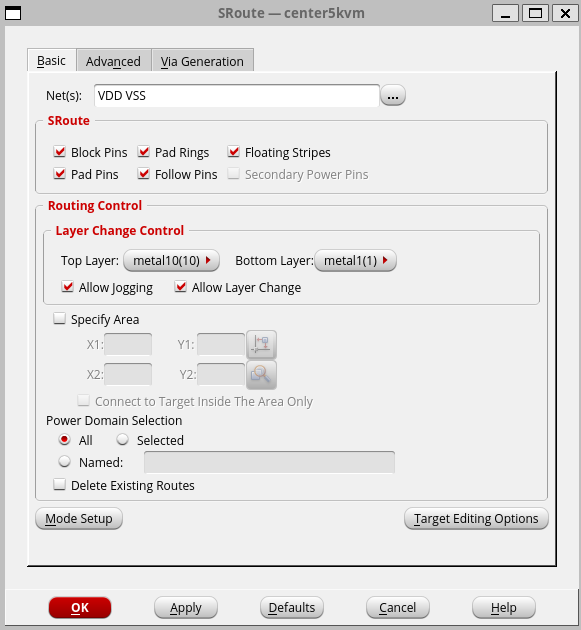 SRoute — center5kvm
Basic Advanced Via Generation
Net(s): VDD VSS ...
SRoute
Block Pins Pad Rings Floating Stripes
Pad Pins Follow Pins Secondary Power Pins
Routing Control
Layer Change Control
Top Layer: metal10(10) Bottom Layer: metal1(1)
Allow Jogging Allow Layer Change
Specify Area
X1: Y1:
X2: Y2:
Connect to Target Inside The Area Only
Power Domain Selection
All Selected
Named:
Delete Existing Routes
Mode Setup Target Editing Options
OK Apply Defaults Cancel Help